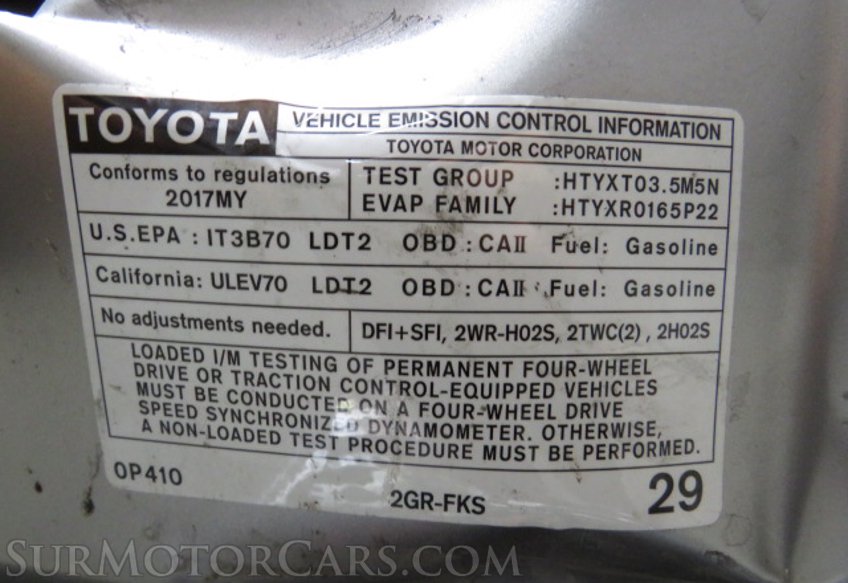 TOYOTA
VEHICLE EMISSION CONTROL INFORMATION
TOYOTA MOTOR CORPORATION
Conforms to regulations
2017MY
TEST GROUP :HTYXT03.5M5N
EVAP FAMILY :HTYXR0165P22
U.S.EPA : IT3B70 LDT2 OBD : CAII Fuel: Gasoline
California: ULEV70 LDT2 OBD : CAII Fuel: Gasoline
No adjustments needed. DFI+SFI, 2WR-HO2S, 2TWC(2) , 2HO2S
LOADED I/M TESTING OF PERMANENT FOUR-WHEEL
DRIVE OR TRACTION CONTROL-EQUIPPED VEHICLES
MUST BE CONDUCTED ON A FOUR-WHEEL DRIVE
SPEED SYNCHRONIZED DYNAMOMETER. OTHERWISE,
A NON-LOADED TEST PROCEDURE MUST BE PERFORMED.
0P410
2GR-FKS
29
SURMOTORCARS.COM